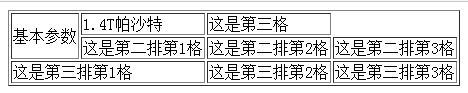 基本参数
1.4T帕沙特
这是第三格
这是第二排第1格
这是第二排第2格
这是第二排第3格
这是第三排第1格
这是第三排第2格
这是第三排第3格